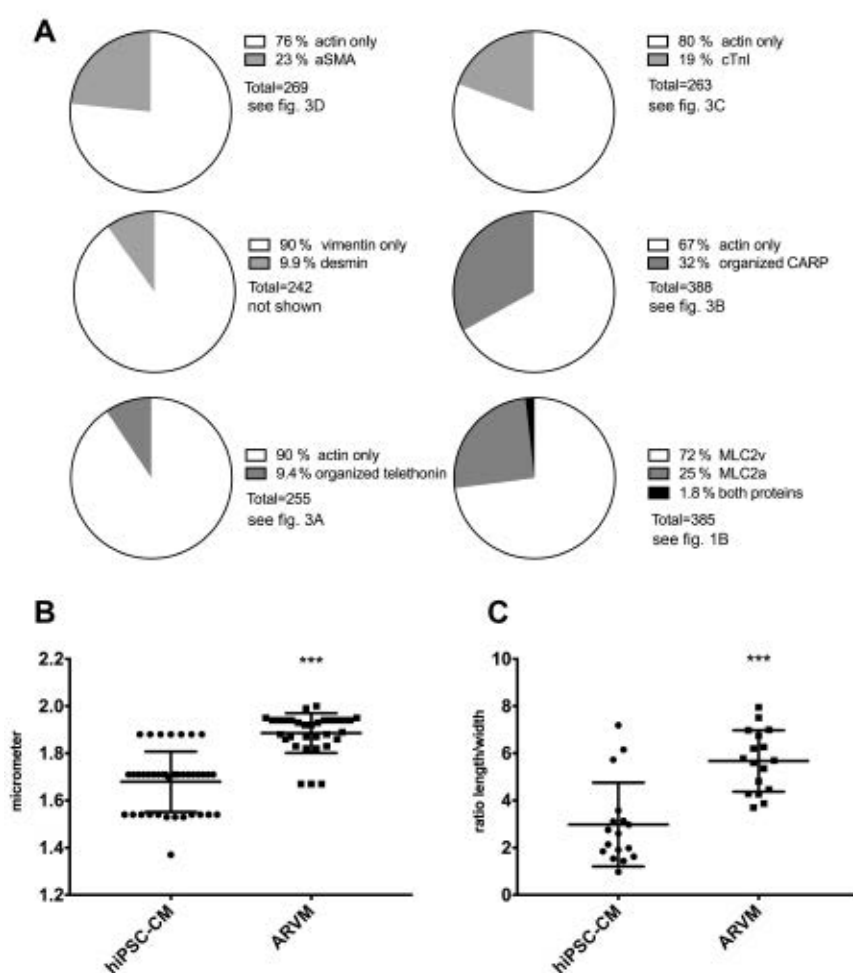 A
76 % actin only
23 % aSMA
Total=269
see fig. 3D
80 % actin only
19 % cTnI
Total=263
see fig. 3C
90 % vimentin only
9.9 % desmin
Total=242
not shown
67 % actin only
32 % organized CARP
Total=388
see fig. 3B
90 % actin only
9.4 % organized telethonin
Total=255
see fig. 3A
72 % MLC2v
25 % MLC2a
1.8 % both proteins
Total=385
see fig. 1B
B
micrometer
2.2
2.0
1.8
1.6
1.4
1.2
***
hiPSC-CM
ARVM
C
ratio length/width
10
8
6
4
2
0
***
hiPSC-CM
ARVM